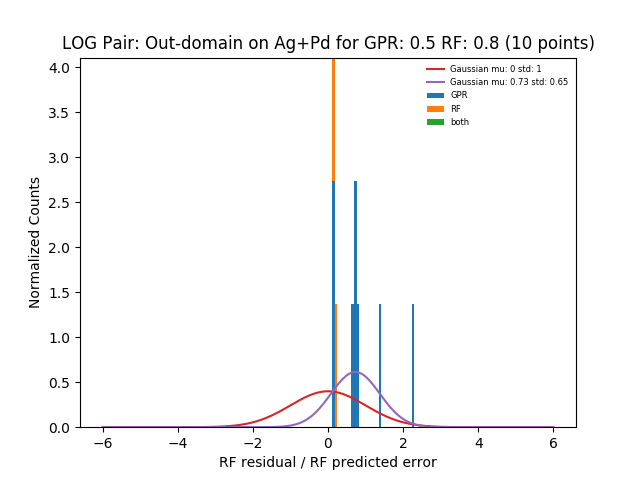 LOG Pair: Out-domain on Ag+Pd for GPR: 0.5 RF: 0.8 (10 points)
Gaussian mu: 0 std: 1
Gaussian mu: 0.73 std: 0.65
GPR
RF
both
Normalized Counts
4.0
3.5
3.0
2.5
2.0
1.5
1.0
0.5
0.0
−6 −4 −2 0 2 4 6
RF residual / RF predicted error